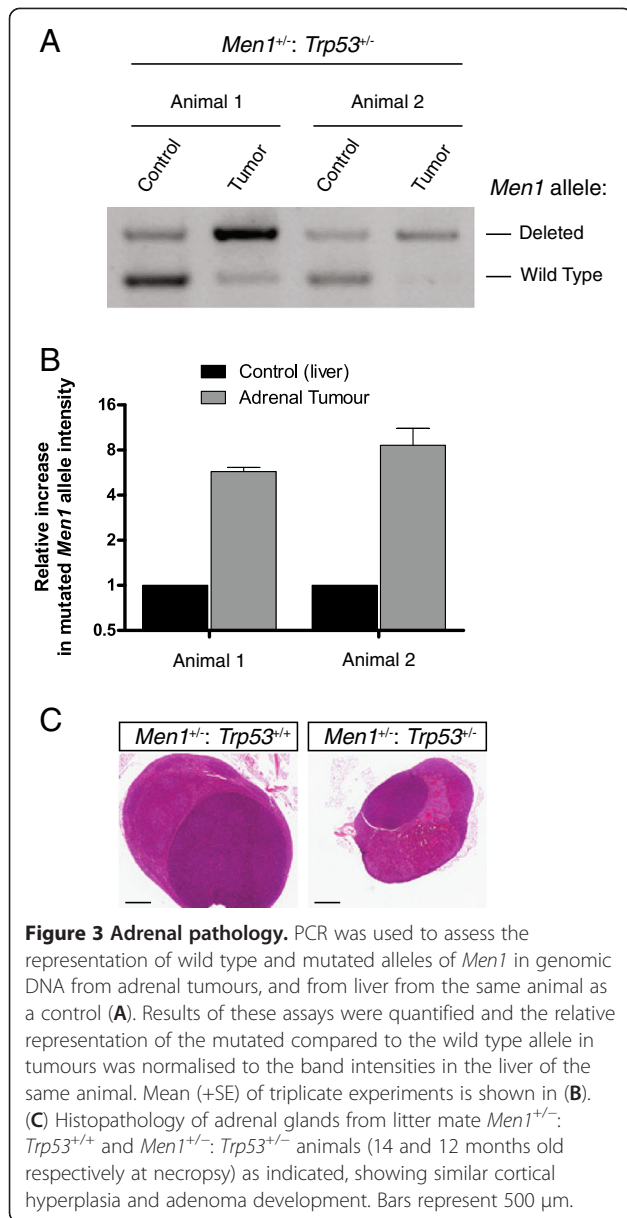 A
Men1+/-: Trp53+/-
Animal 1 Animal 2
Control Tumor Control Tumor
Men1 allele:
— Deleted
— Wild Type
B
Control (liver)
Adrenal Tumour
Relative increase
in mutated Men1 allele intensity
16
8
4
2
1
0.5
Animal 1 Animal 2
C
Men1+/-: Trp53+/+ Men1+/-: Trp53+/-
Figure 3 Adrenal pathology. PCR was used to assess the
representation of wild type and mutated alleles of Men1 in genomic
DNA from adrenal tumours, and from liver from the same animal as
a control (A). Results of these assays were quantified and the relative
representation of the mutated compared to the wild type allele in
tumours was normalised to the band intensities in the liver of the
same animal. Mean (+SE) of triplicate experiments is shown in (B).
(C) Histopathology of adrenal glands from litter mate Men1+/−:
Trp53+/+ and Men1+/−: Trp53+/− animals (14 and 12 months old
respectively at necropsy) as indicated, showing similar cortical
hyperplasia and adenoma development. Bars represent 500 μm.